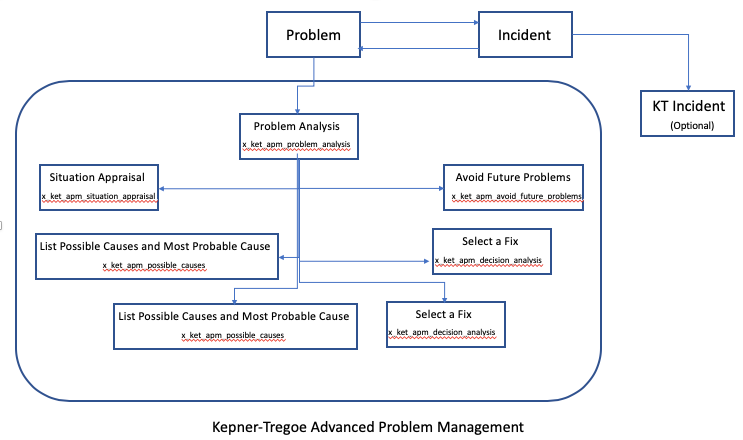 Problem
Incident
KT Incident
(Optional)
Problem Analysis
x_ket_apm_problem_analysis
Situation Appraisal
x_ket_apm_situation_appraisal
Avoid Future Problems
x_ket_apm_avoid_future_problems
List Possible Causes and Most Probable Cause
x_ket_apm_possible_causes
Select a Fix
x_ket_apm_decision_analysis
List Possible Causes and Most Probable Cause
x_ket_apm_possible_causes
Select a Fix
x_ket_apm_decision_analysis
Kepner-Tregoe Advanced Problem Management